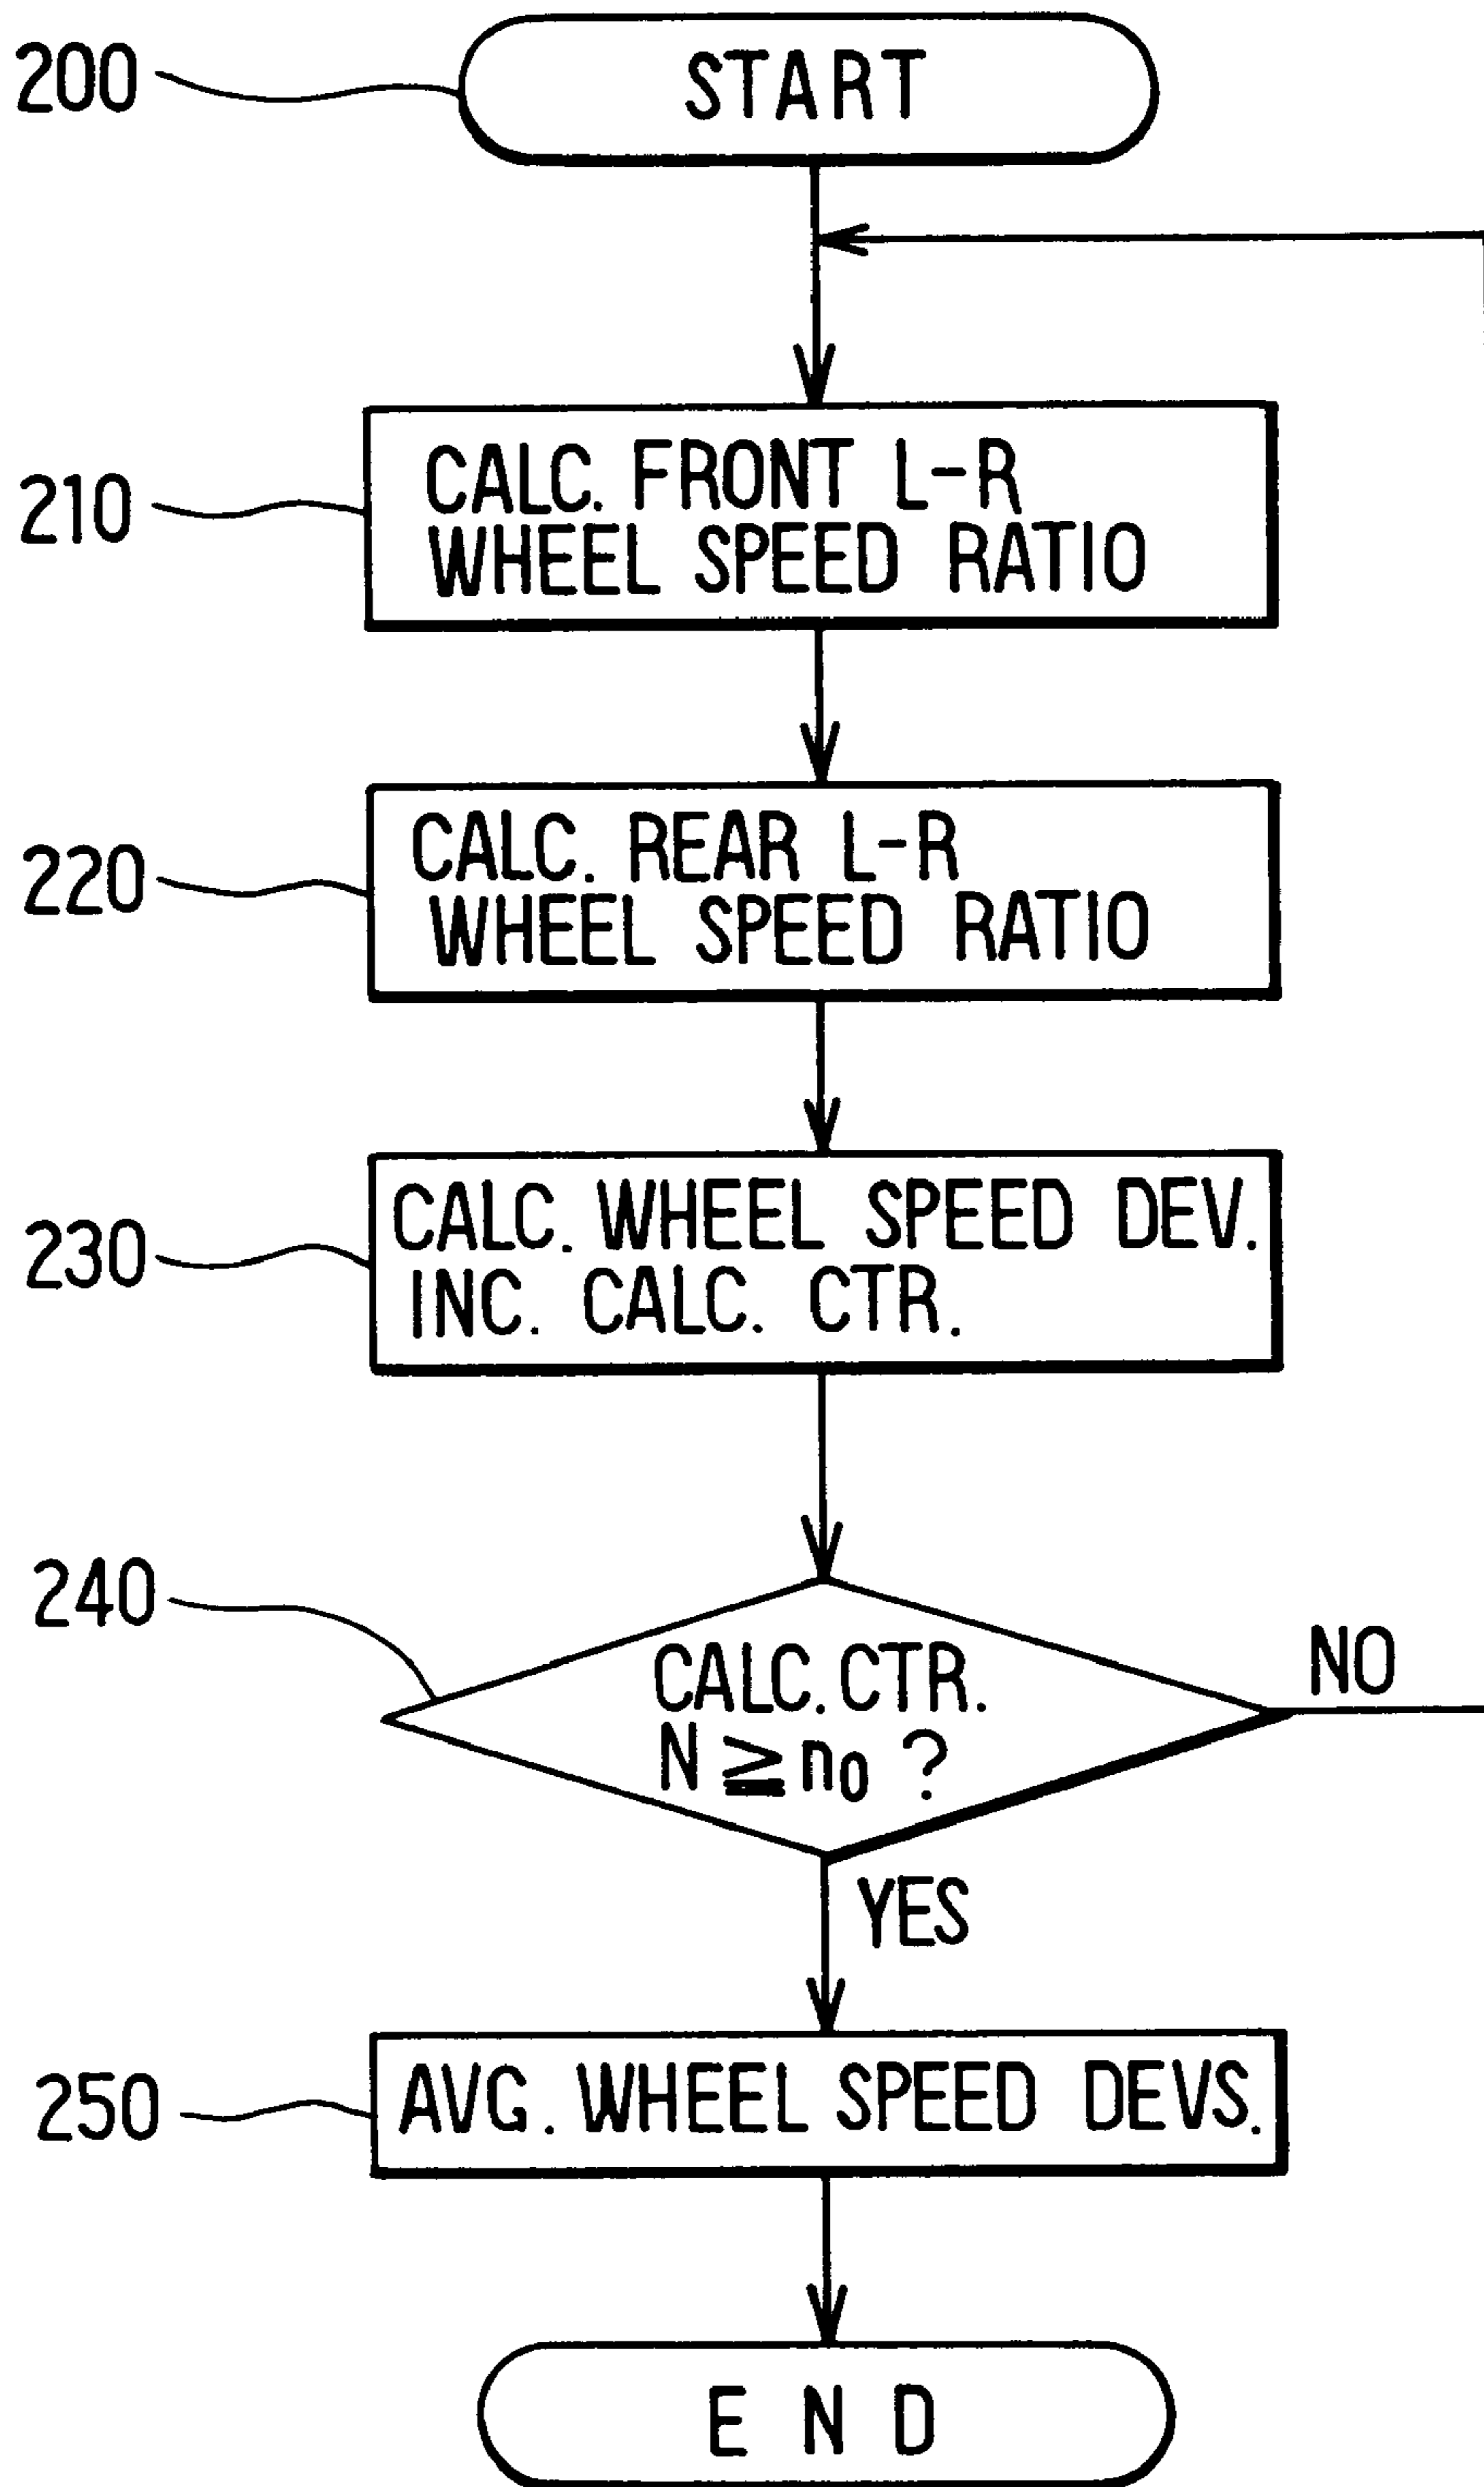 200
START
210
CALC. FRONT L-R
WHEEL SPEED RATIO
220
CALC. REAR L-R
WHEEL SPEED RATIO
230
CALC. WHEEL SPEED DEV.
INC. CALC. CTR.
240
CALC. CTR.
N ≧ n0 ?
NO
YES
250
AVG. WHEEL SPEED DEVS.
END